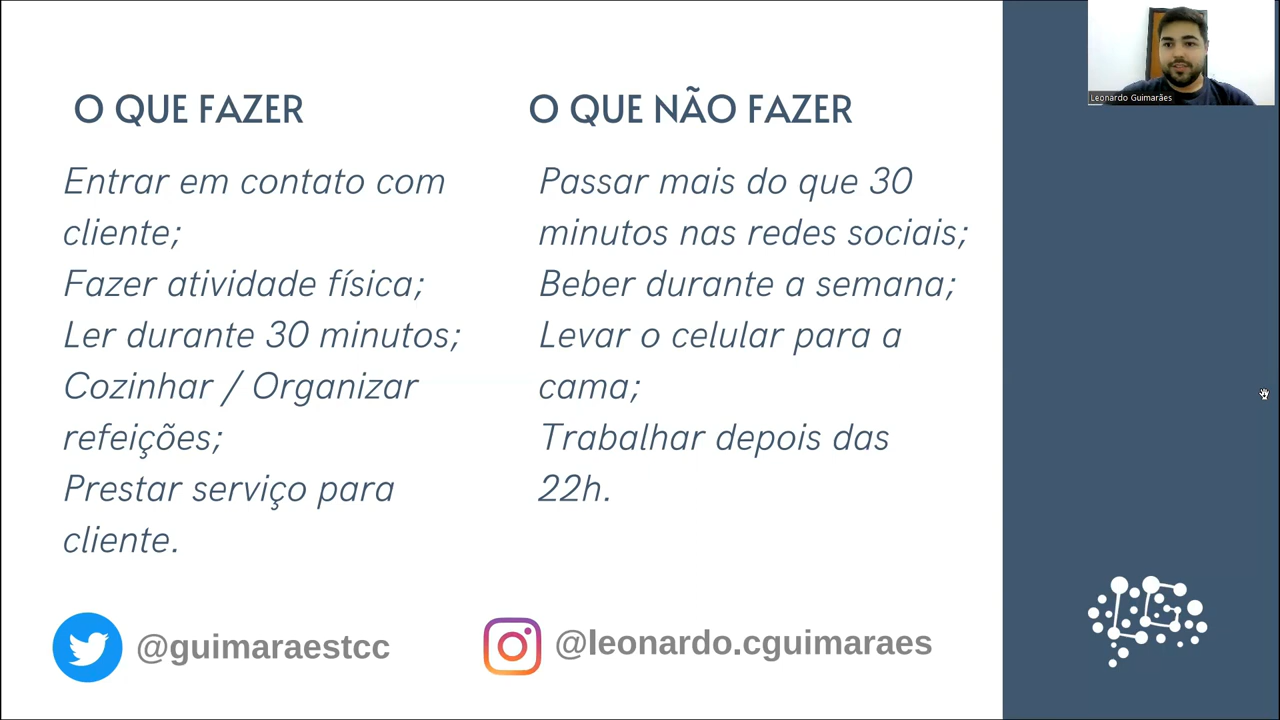 Leonardo Guimarães
O QUE FAZER
Entrar em contato com
cliente;
Fazer atividade física;
Ler durante 30 minutos;
Cozinhar / Organizar
refeições;
Prestar serviço para
cliente.
O QUE NÃO FAZER
Passar mais do que 30
minutos nas redes sociais;
Beber durante a semana;
Levar o celular para a
cama;
Trabalhar depois das
22h.
@guimaraestcc
@leonardo.cguimaraes